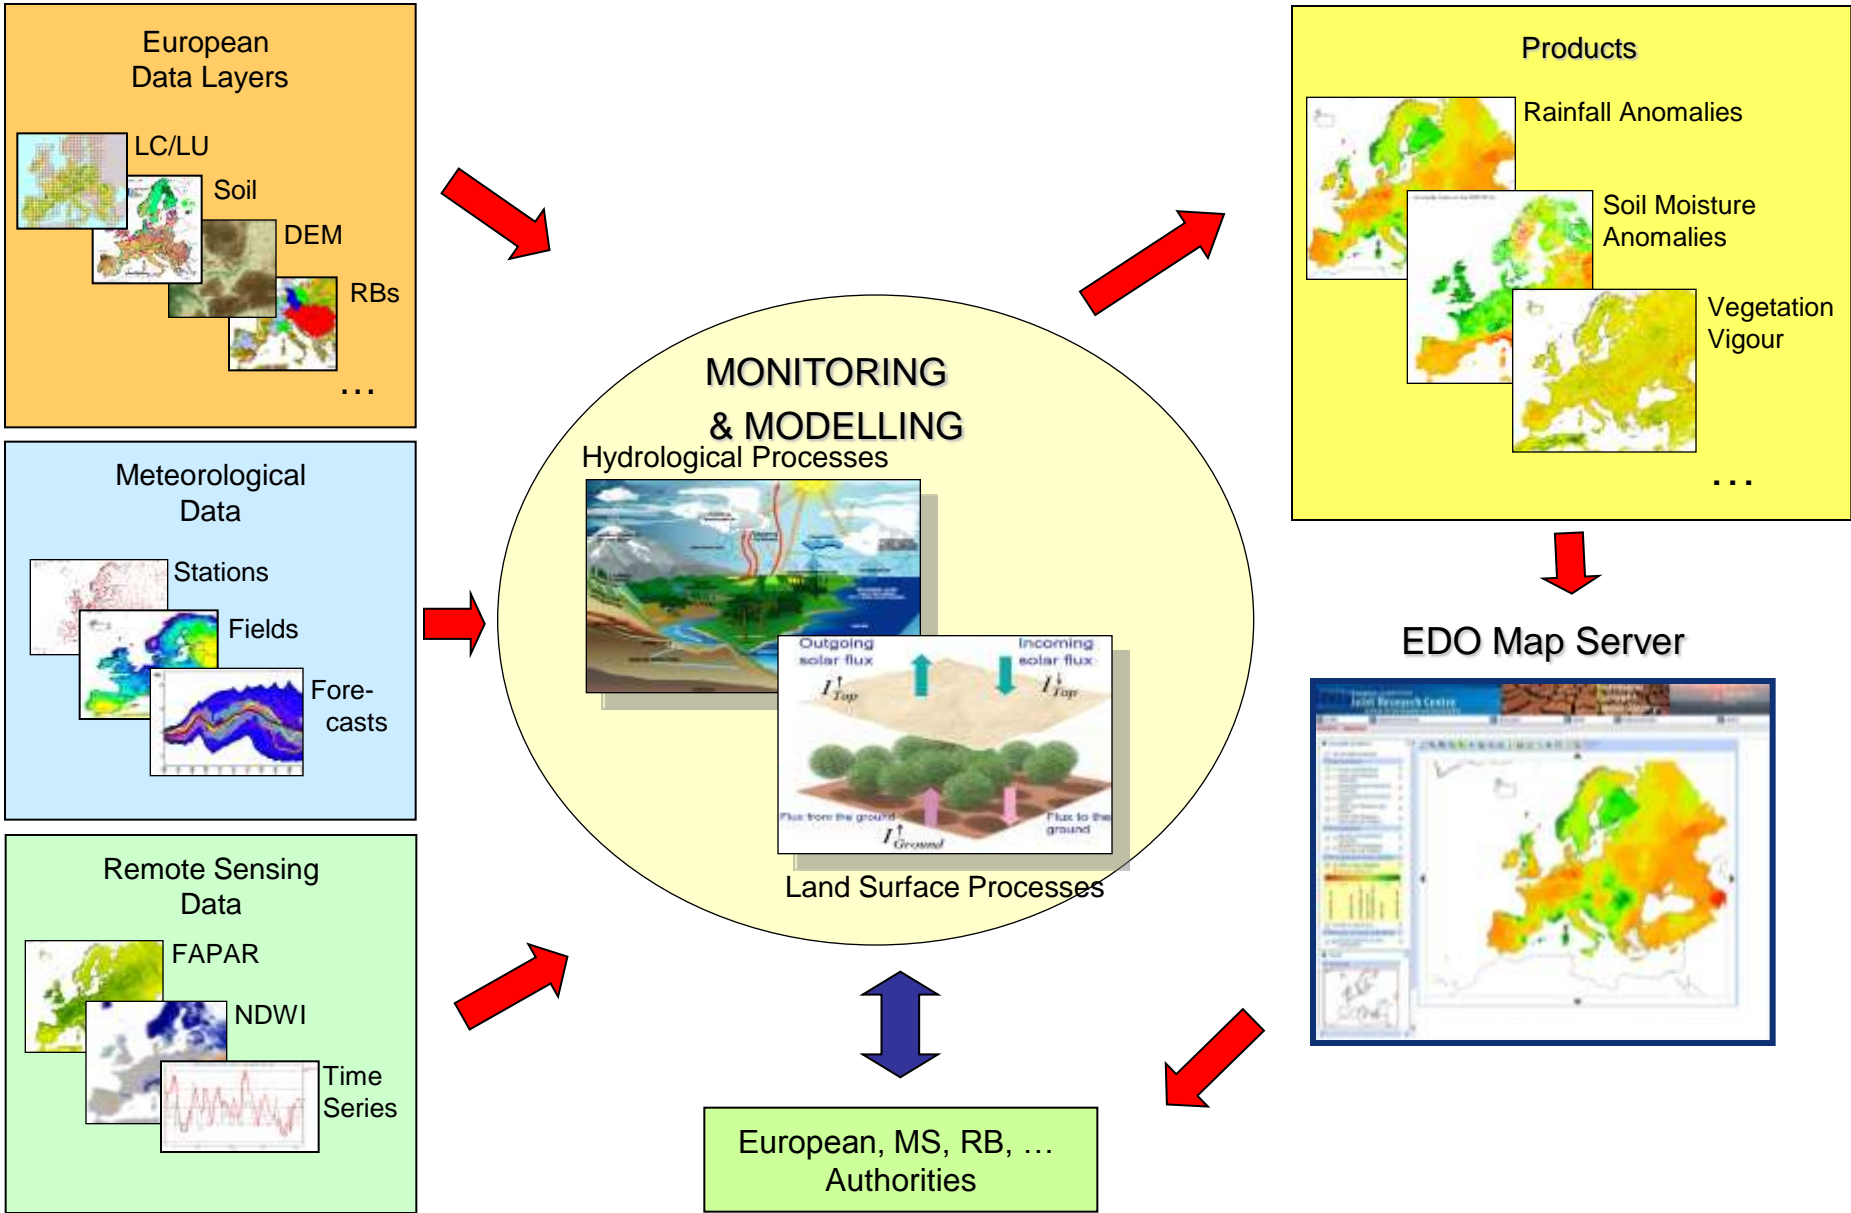 European
Data Layers
LC/LU
Soil
DEM
RBs
...
Meteorological
Data
Stations
Fields
Fore-
casts
Remote Sensing
Data
FAPAR
NDWI
Time
Series
MONITORING
& MODELLING
Hydrological Processes
Outgoing
solar flux
Incoming
solar flux
I↑Top
I↓Top
Flux from the ground
Flux to the
ground
I↑Ground
Land Surface Processes
European, MS, RB, …
Authorities
Products
Rainfall Anomalies
Soil Moisture
Anomalies
Vegetation
Vigour
...
EDO Map Server
Joint Research Centre